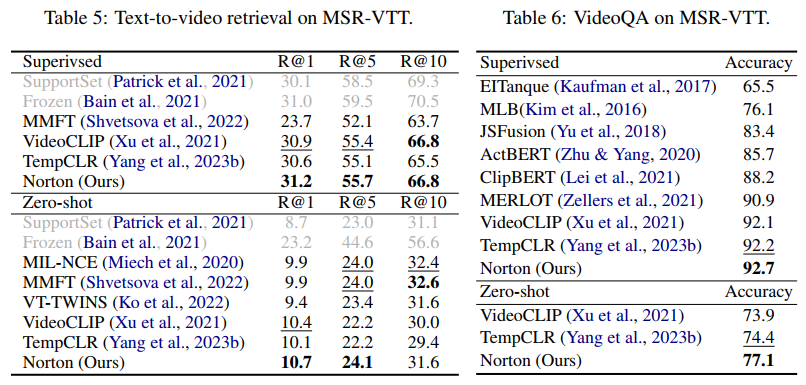 Table 5: Text-to-video retrieval on MSR-VTT.
Superivsed R@1 R@5 R@10
SupportSet (Patrick et al., 2021) 30.1 58.5 69.3
Frozen (Bain et al., 2021) 31.0 59.5 70.5
MMFT (Shvetsova et al., 2022) 23.7 52.1 63.7
VideoCLIP (Xu et al., 2021) 30.9 55.4 66.8
TempCLR (Yang et al., 2023b) 30.6 55.1 65.5
Norton (Ours) 31.2 55.7 66.8
Zero-shot R@1 R@5 R@10
SupportSet (Patrick et al., 2021) 8.7 23.0 31.1
Frozen (Bain et al., 2021) 23.2 44.6 56.6
MIL-NCE (Miech et al., 2020) 9.9 24.0 32.4
MMFT (Shvetsova et al., 2022) 9.9 24.0 32.6
VT-TWINS (Ko et al., 2022) 9.4 23.4 31.6
VideoCLIP (Xu et al., 2021) 10.4 22.2 30.0
TempCLR (Yang et al., 2023b) 10.1 22.2 29.4
Norton (Ours) 10.7 24.1 31.6
Table 6: VideoQA on MSR-VTT.
Superivsed Accuracy
EITanque (Kaufman et al., 2017) 65.5
MLB(Kim et al., 2016) 76.1
JSFusion (Yu et al., 2018) 83.4
ActBERT (Zhu & Yang, 2020) 85.7
ClipBERT (Lei et al., 2021) 88.2
MERLOT (Zellers et al., 2021) 90.9
VideoCLIP (Xu et al., 2021) 92.1
TempCLR (Yang et al., 2023b) 92.2
Norton (Ours) 92.7
Zero-shot Accuracy
VideoCLIP (Xu et al., 2021) 73.9
TempCLR (Yang et al., 2023b) 74.4
Norton (Ours) 77.1